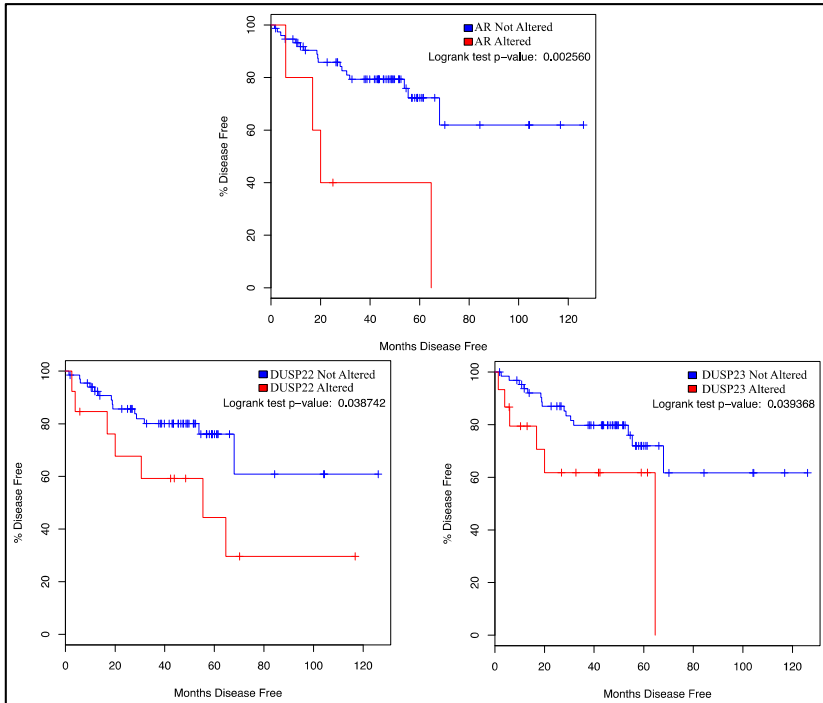 AR Not Altered
AR Altered
Logrank test p-value: 0.002560
% Disease Free
100
80
60
40
20
0
0 20 40 60 80 100 120
Months Disease Free
DUSP22 Not Altered
DUSP22 Altered
Logrank test p-value: 0.038742
% Disease Free
100
80
60
40
20
0
0 20 40 60 80 100 120
Months Disease Free
DUSP23 Not Altered
DUSP23 Altered
Logrank test p-value: 0.039368
% Disease Free
100
80
60
40
20
0
0 20 40 60 80 100 120
Months Disease Free